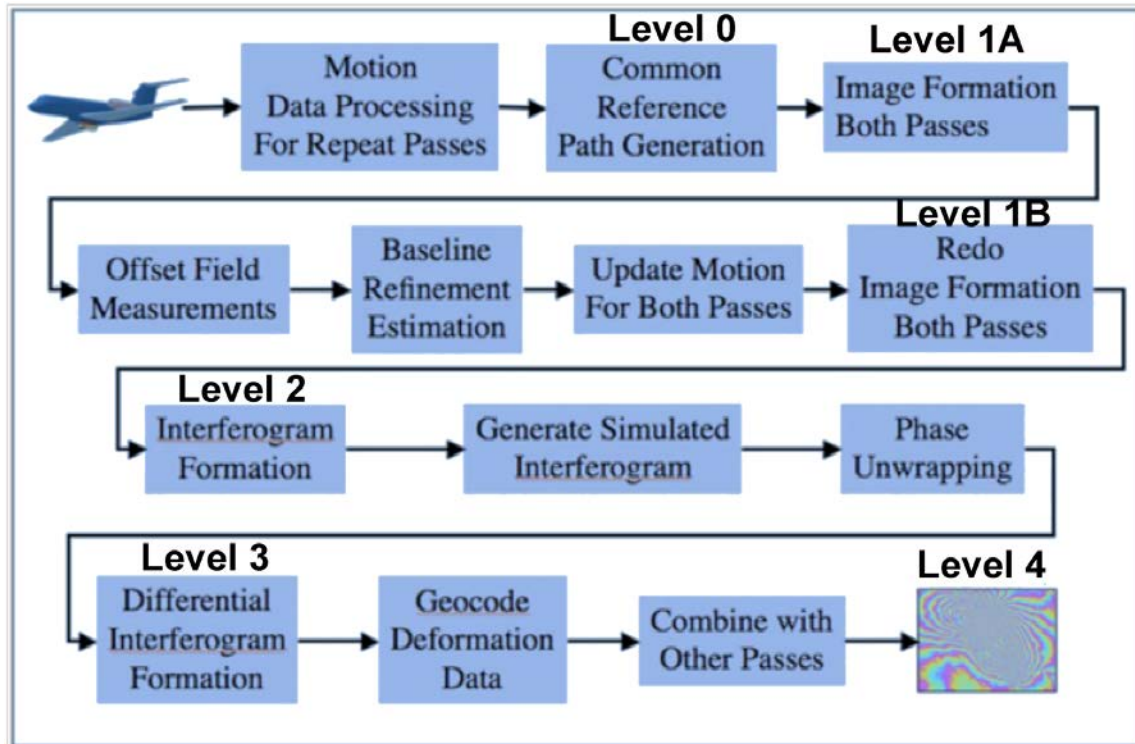 Level 0
Level 1A
Motion
Data Processing
For Repeat Passes
Common
Reference
Path Generation
Image Formation
Both Passes
Level 1B
Offset Field
Measurements
Baseline
Refinement
Estimation
Update Motion
For Both Passes
Redo
Image Formation
Both Passes
Level 2
Interferogram
Formation
Generate Simulated
Interferogram
Phase
Unwrapping
Level 3
Level 4
Differential
Interferogram
Formation
Geocode
Deformation
Data
Combine with
Other Passes